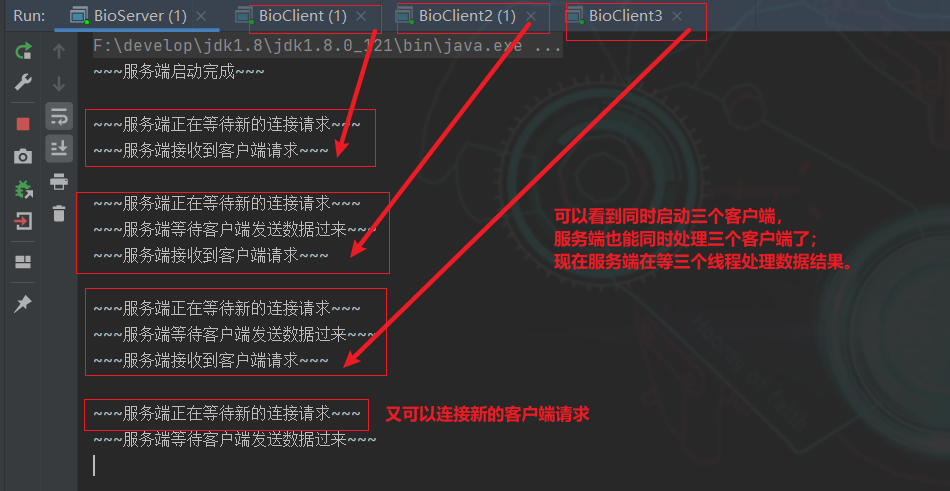 Run: BioServer (1) × BioClient (1) × BioClient2 (1) × BioClient3 ×
F:\develop\jdk1.8\jdk1.8.0_121\bin\java.exe ...
~~~服务端启动完成~~~
~~~服务端正在等待新的连接请求~~~
~~~服务端接收到客户端请求~~~
~~~服务端正在等待新的连接请求~~~
~~~服务端等待客户端发送数据过来~~~
~~~服务端接收到客户端请求~~~
可以看到同时启动三个客户端,
服务端也能同时处理三个客户端了;
现在服务端在等三个线程处理数据结果。
~~~服务端正在等待新的连接请求~~~
~~~服务端等待客户端发送数据过来~~~
~~~服务端接收到客户端请求~~~
~~~服务端正在等待新的连接请求~~~ 又可以连接新的客户端请求
~~~服务端等待客户端发送数据过来~~~